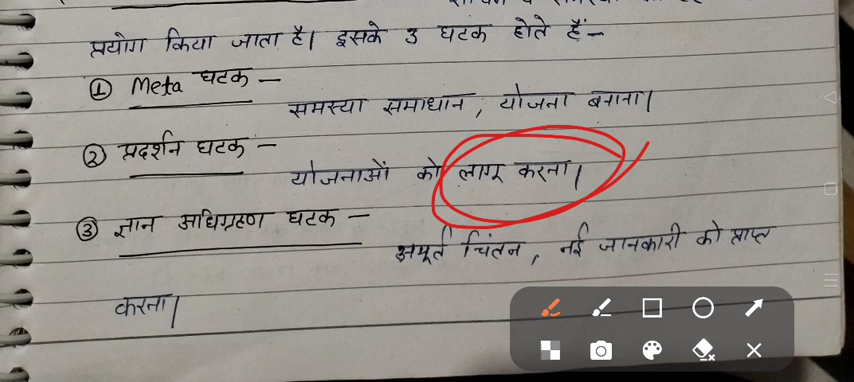 प्रयोग किया जाता है। इसके 3 घटक होते हैं-
① Meta घटक -
समस्या समाधान, योजना बनाना।
② प्रदर्शन घटक -
योजनाओं को लागू करना।
③ ज्ञान अधिग्रहण घटक -
अमूर्त चिंतन, नई जानकारी को प्राप्त
करना।